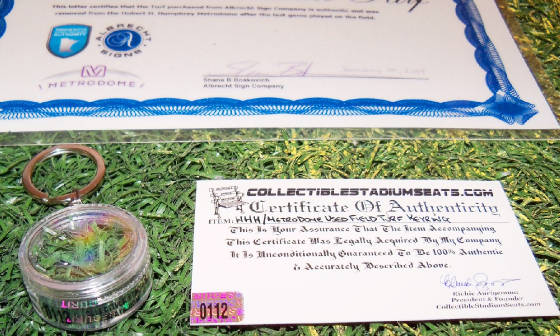 This letter certifies that the Turf purchased from Albrecht Sign Company is authentic and was
removed from the Hubert H. Humphrey Metrodome after the last game played on the field.
ALBRECHT
SIGNS
METRODOME
Shane B
Albrecht Sign Company
COLLECTIBLESTADIUMSEATS.COM
Certificate Of Authenticity
ITEM: HHH/METRODOME USED FIELD TURF KEYRING
This Is Your Assurance That The Item Accompanying
This Certificate Was Legally Acquired By My Company
It Is Unconditionally Guaranteed To Be 100% Authentic
& Accurately Described Above.
Richie Aurigemma
President & Founder
CollectibleStadiumSeats.com
0112